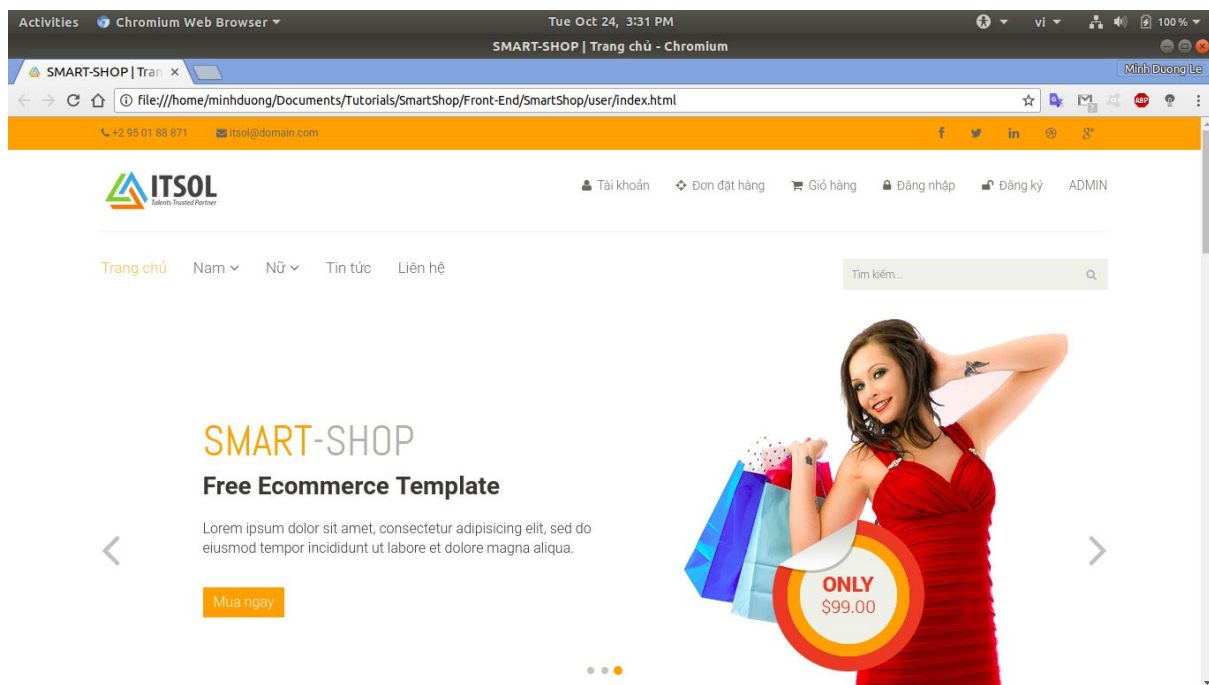 Activities Chromium Web Browser Tue Oct 24, 3:31 PM vi 100 %
SMART-SHOP | Trang chủ - Chromium
SMART-SHOP | Tran Minh Duong Le
file:///home/minhduong/Documents/Tutorials/SmartShop/Front-End/SmartShop/user/index.html ABP
+2 95 01 88 871 itsol@domain.com
ITSOL
Talents Trusted Partner
Tài khoản Đơn đặt hàng Giỏ hàng Đăng nhập Đăng ký ADMIN
Trang chủ Nam Nữ Tin tức Liên hệ Tìm kiếm...
SMART-SHOP
Free Ecommerce Template
Lorem ipsum dolor sit amet, consectetur adipisicing elit, sed do
eiusmod tempor incididunt ut labore et dolore magna aliqua.
Mua ngay
ONLY
$99.00